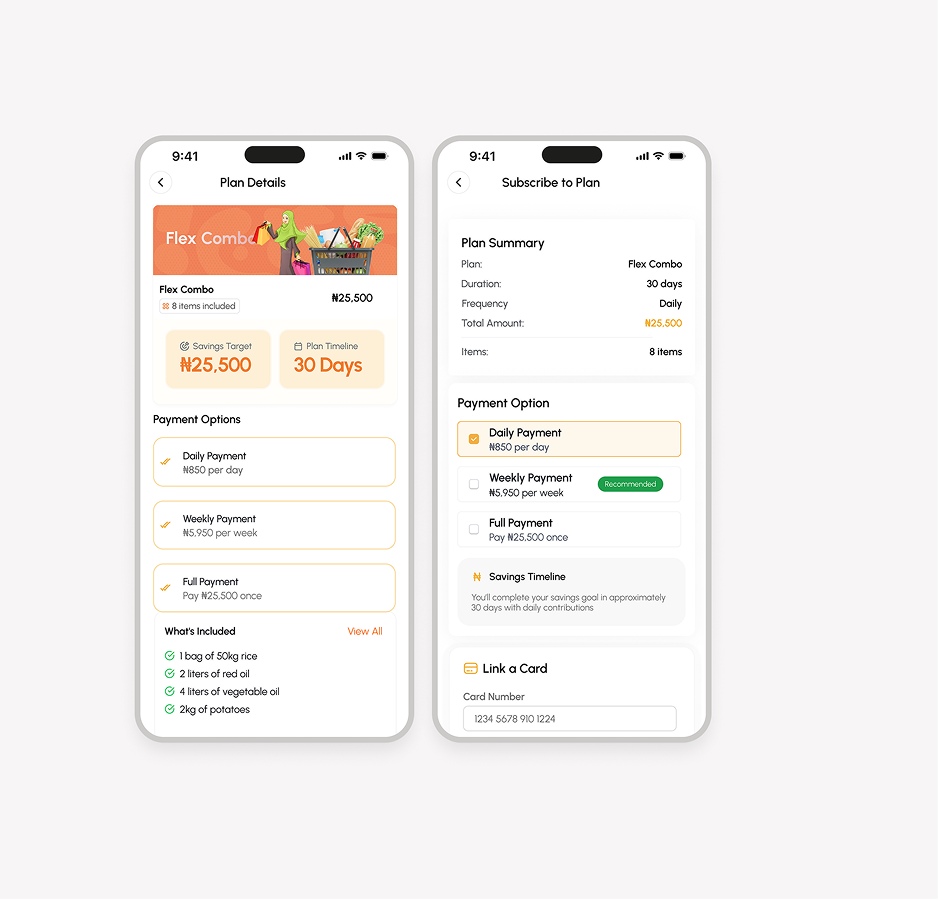 9:41
Plan Details
Flex Combo
Flex Combo
8 items included
₦25,500
Savings Target
₦25,500
Plan Timeline
30 Days
Payment Options
Daily Payment
₦850 per day
Weekly Payment
₦5,950 per week
Full Payment
Pay ₦25,500 once
What's Included
View All
1 bag of 50kg rice
2 liters of red oil
4 liters of vegetable oil
2kg of potatoes
9:41
Subscribe to Plan
Plan Summary
Plan: Flex Combo
Duration: 30 days
Frequency Daily
Total Amount: ₦25,500
Items: 8 items
Payment Option
Daily Payment
₦850 per day
Weekly Payment
₦5,950 per week
Recommended
Full Payment
Pay ₦25,500 once
₦ Savings Timeline
You'll complete your savings goal in approximately
30 days with daily contributions
Link a Card
Card Number
1234 5678 910 1224